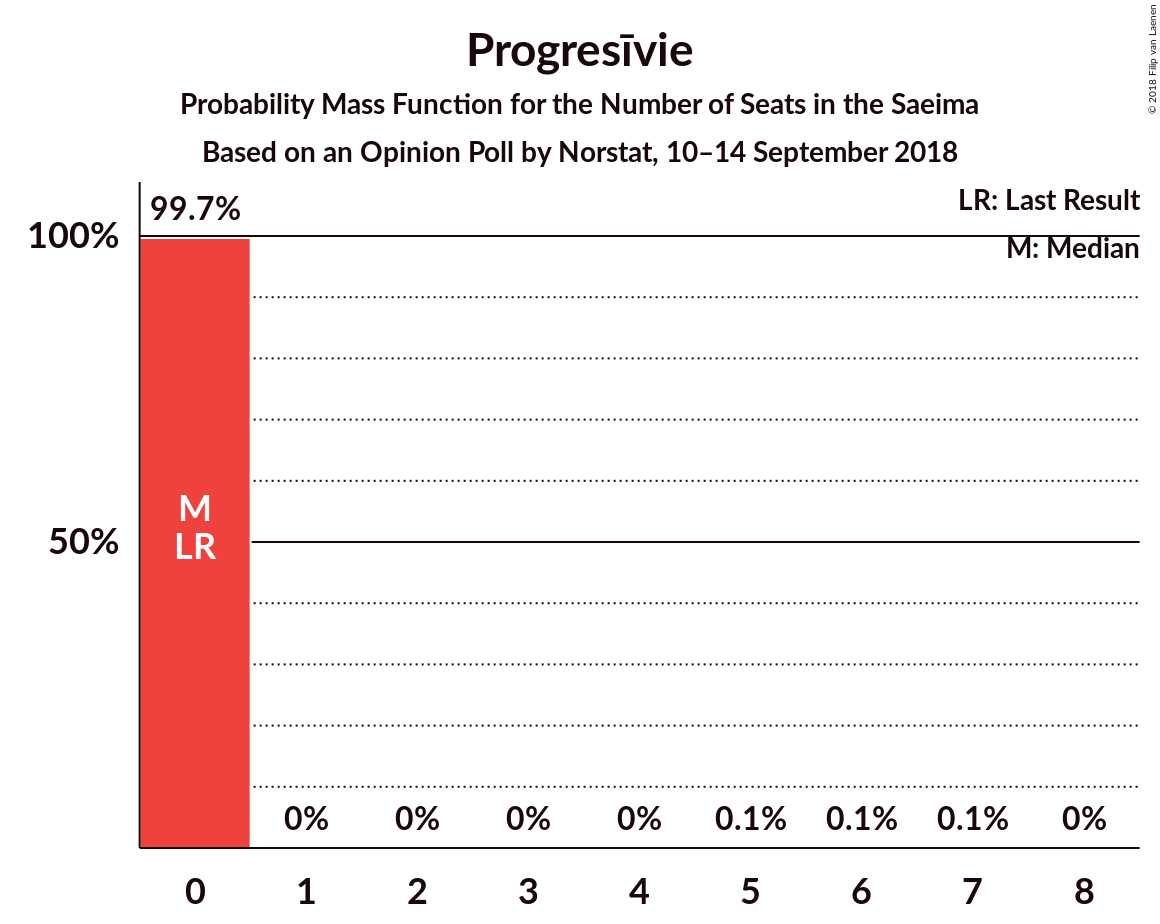 Progresīvie
Probability Mass Function for the Number of Seats in the Saeima
Based on an Opinion Poll by Norstat, 10–14 September 2018
© 2018 Filip van Laenen
LR: Last Result
M: Median
99.7%
100%
50%
M
LR
0% 0% 0% 0% 0.1% 0.1% 0.1% 0%
0 1 2 3 4 5 6 7 8